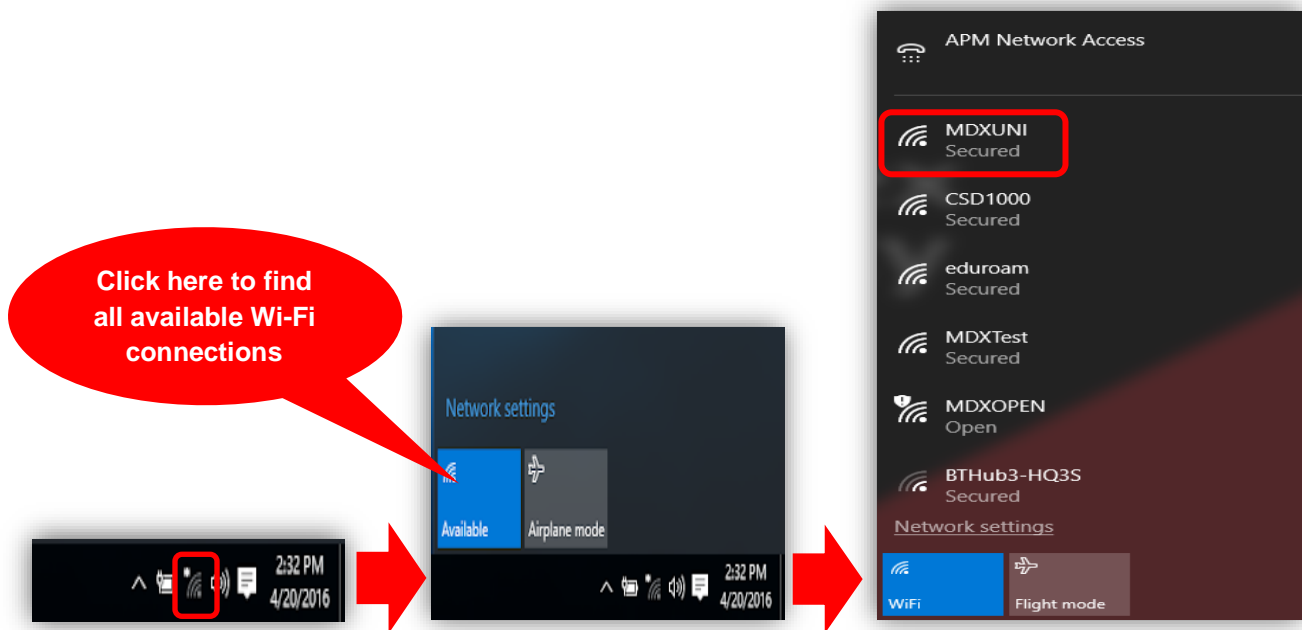 Click here to find
all available Wi-Fi
connections
2:32 PM
4/20/2016
Network settings
Available
Airplane mode
2:32 PM
4/20/2016
APM Network Access
MDXUNI
Secured
CSD1000
Secured
eduroam
Secured
MDXTest
Secured
MDXOPEN
Open
BTHub3-HQ3S
Secured
Network settings
WiFi
Flight mode